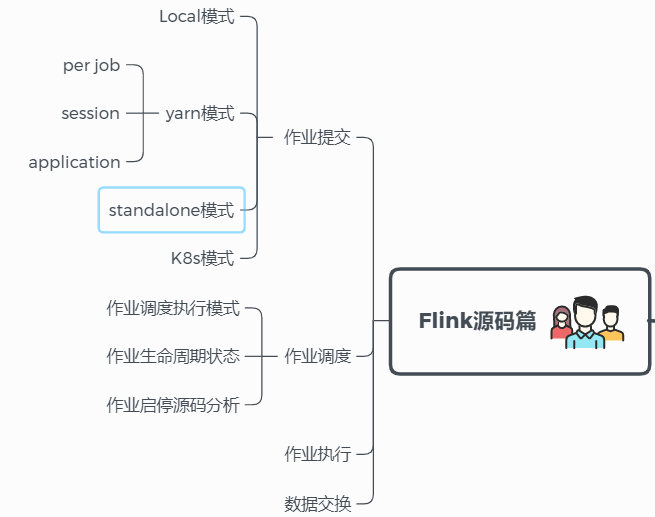 Local模式
per job
session
yarn模式
application
作业提交
standalone模式
K8s模式
Flink源码篇
作业调度执行模式
作业生命周期状态
作业调度
作业启停源码分析
作业执行
数据交换